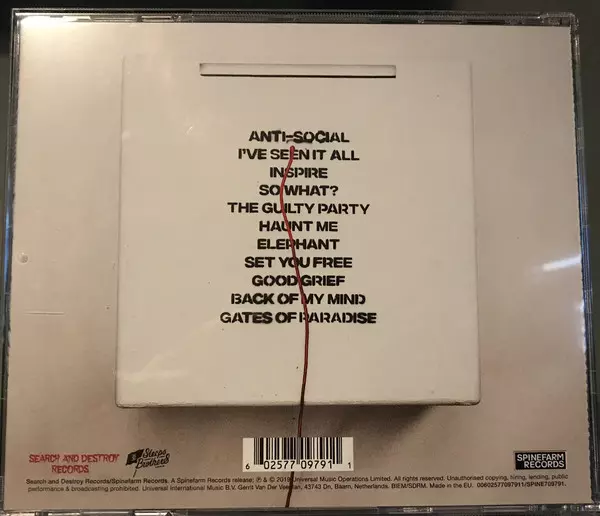 ANTI-SOCIAL
I'VE SEEN IT ALL
INSPIRE
SO WHAT?
THE GUILTY PARTY
HAUNT ME
ELEPHANT
SET YOU FREE
GOOD GRIEF
BACK OF MY MIND
GATES OF PARADISE
SEARCH AND DESTROY
RECORDS
Sleeps
Brothers
6 02577 09791 1
SPINEFARM
RECORDS
Search and Destroy Records/Spinefarm Records. A Spinefarm Records release; ℗ & © 2019 Universal Music Operations Limited. All rights reserved. Unauthorised copying, hiring, lending, public
performance & broadcasting prohibited. Universal International Music B.V. Gerrit Van Der Veenlan, 43743 Dn, Baarn, Netherlands. BIEM/SDRM. Made in the EU. 00602577097911/SPINE709791.